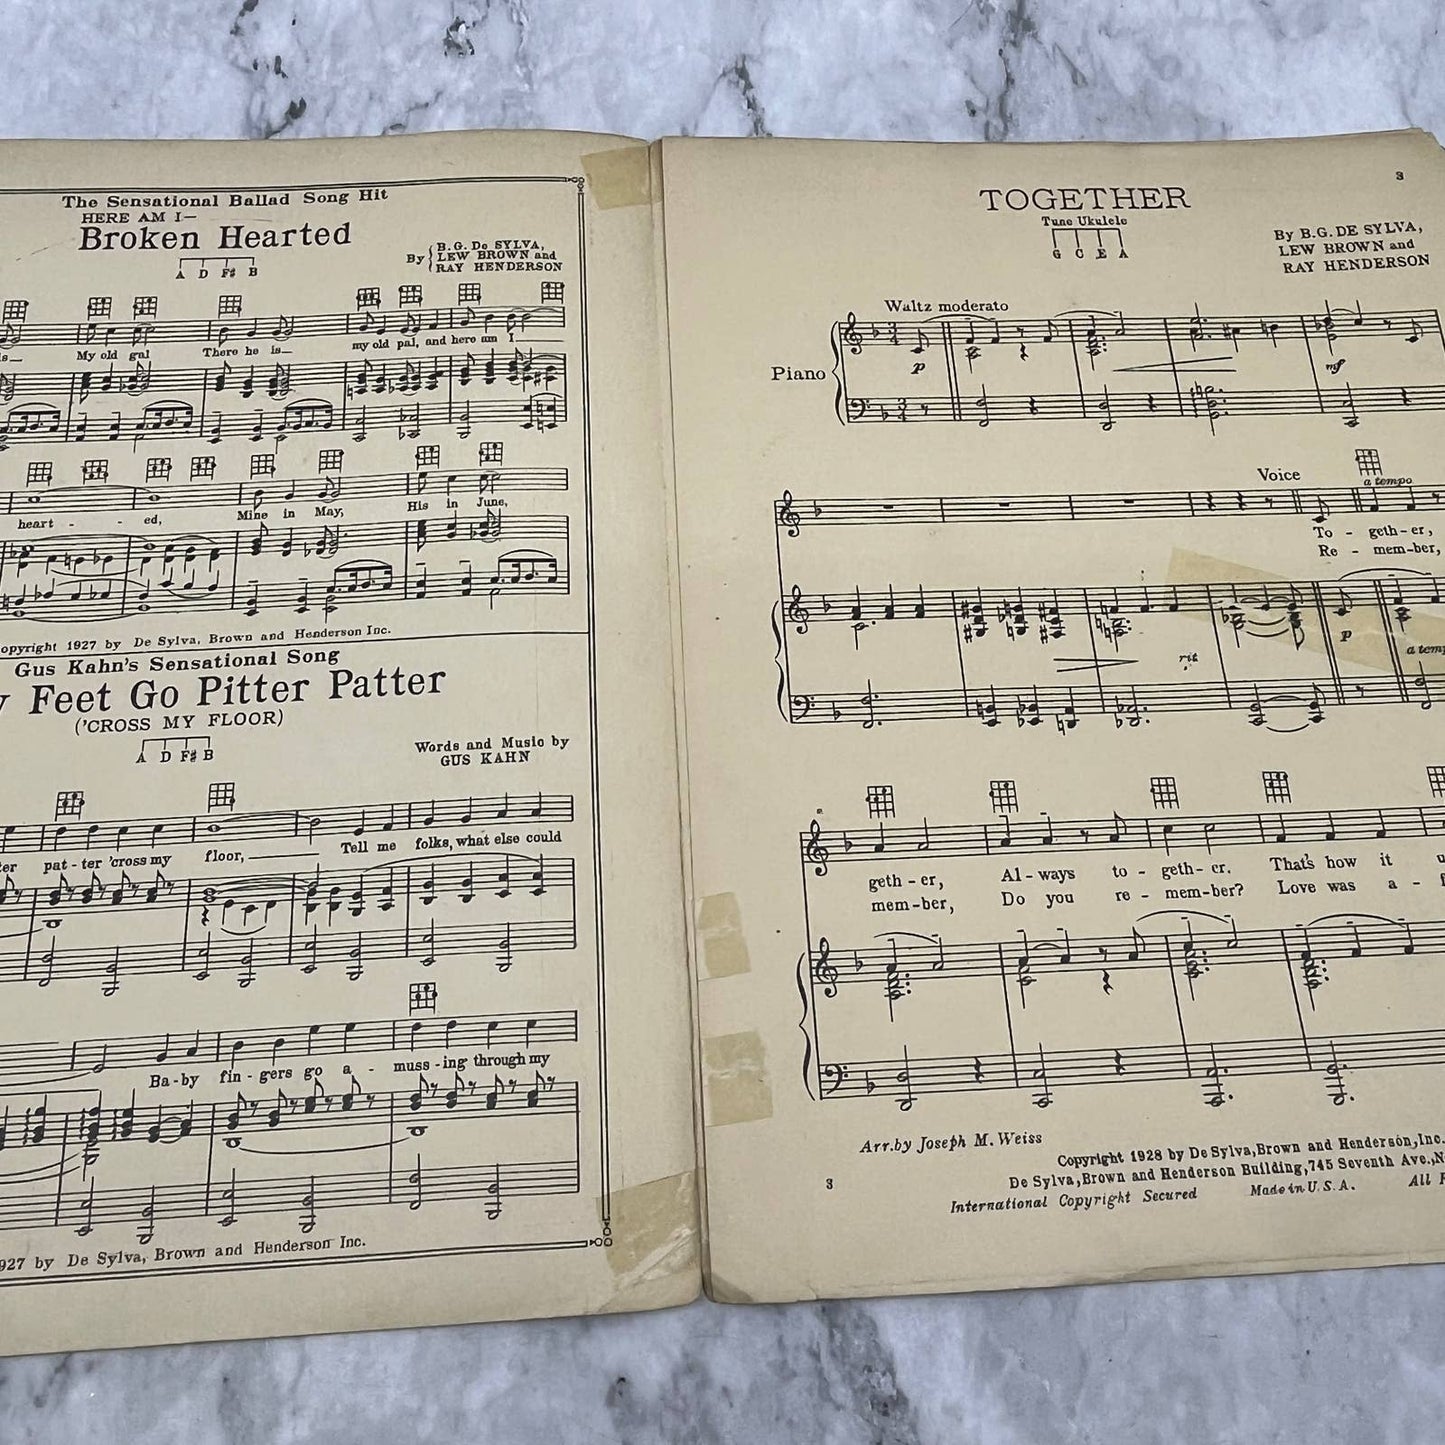 The Sensational Ballad Song Hit
HERE AM I—
Broken Hearted
A D F♯ B
By
B. G. De SYLVA,
LEW BROWN and
RAY HENDERSON
My old gal There he is— my old pal, and here am I
heart - - ed, Mine in May, His in June,
Copyright 1927 by De Sylva, Brown and Henderson Inc.
Gus Kahn's Sensational Song
Feet Go Pitter Patter
('CROSS MY FLOOR)
A D F♯ B
Words and Music by
GUS KAHN
pat - ter 'cross my floor, Tell me folks, what else could
Ba - by fin - gers go a - muss - ing through my
1927 by De Sylva, Brown and Henderson Inc.
3
TOGETHER
Tune Ukulele
G C E A
By B. G. DE SYLVA,
LEW BROWN and
RAY HENDERSON
Waltz moderato
Piano
p
mf
Voice
a tempo
To - geth - er,
Re - mem - ber,
rit.
p
a temp
geth - er, Al - ways to - geth - er. That's how it
mem - ber, Do you re - mem - ber? Love was a -
Arr. by Joseph M. Weiss
Copyright 1928 by De Sylva, Brown and Henderson, Inc.
3
De Sylva, Brown and Henderson Building, 745 Seventh Ave., N
International Copyright Secured Made in U. S. A. All